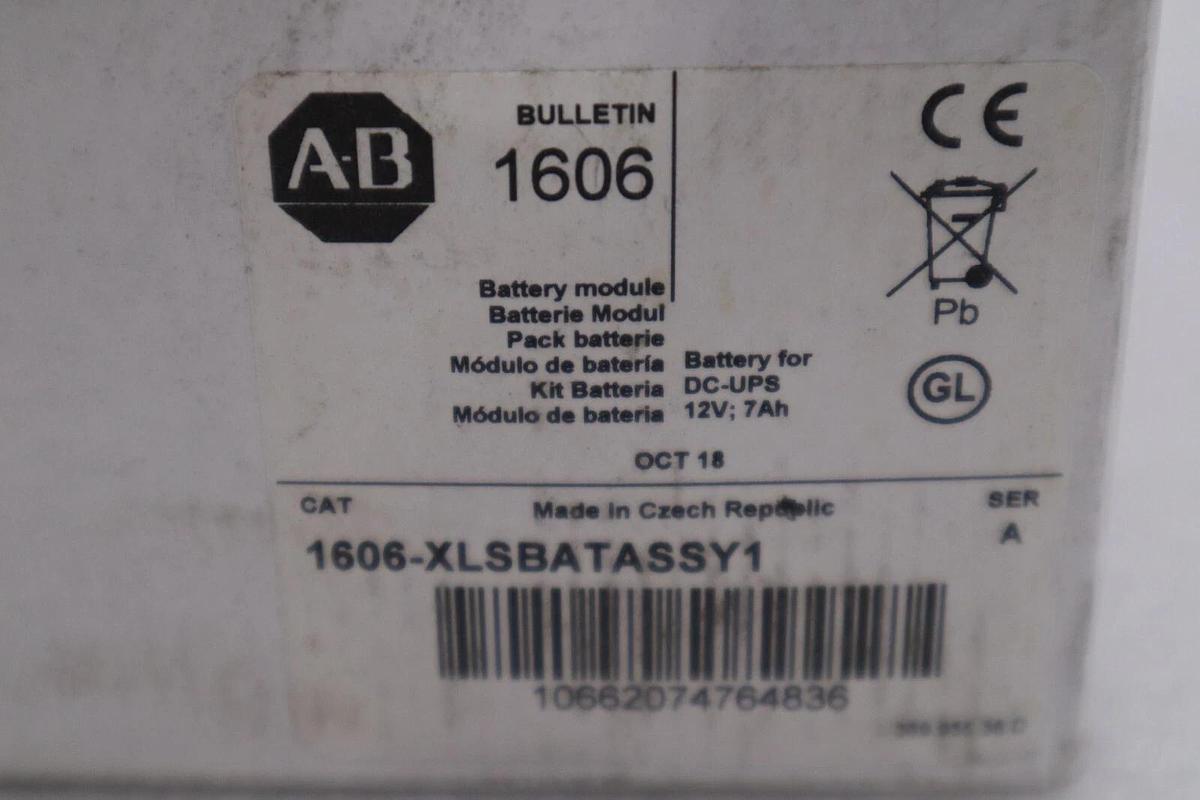 A-B
BULLETIN
1606
CE
Pb
Battery module
Batterie Modul
Pack batterie
Módulo de batería
Kit Batteria
Módulo de bateria
Battery for
DC-UPS
12V; 7Ah
GL
OCT 18
CAT
Made in Czech Republic
SER
A
1606-XLSBATASSY1
10662074764836